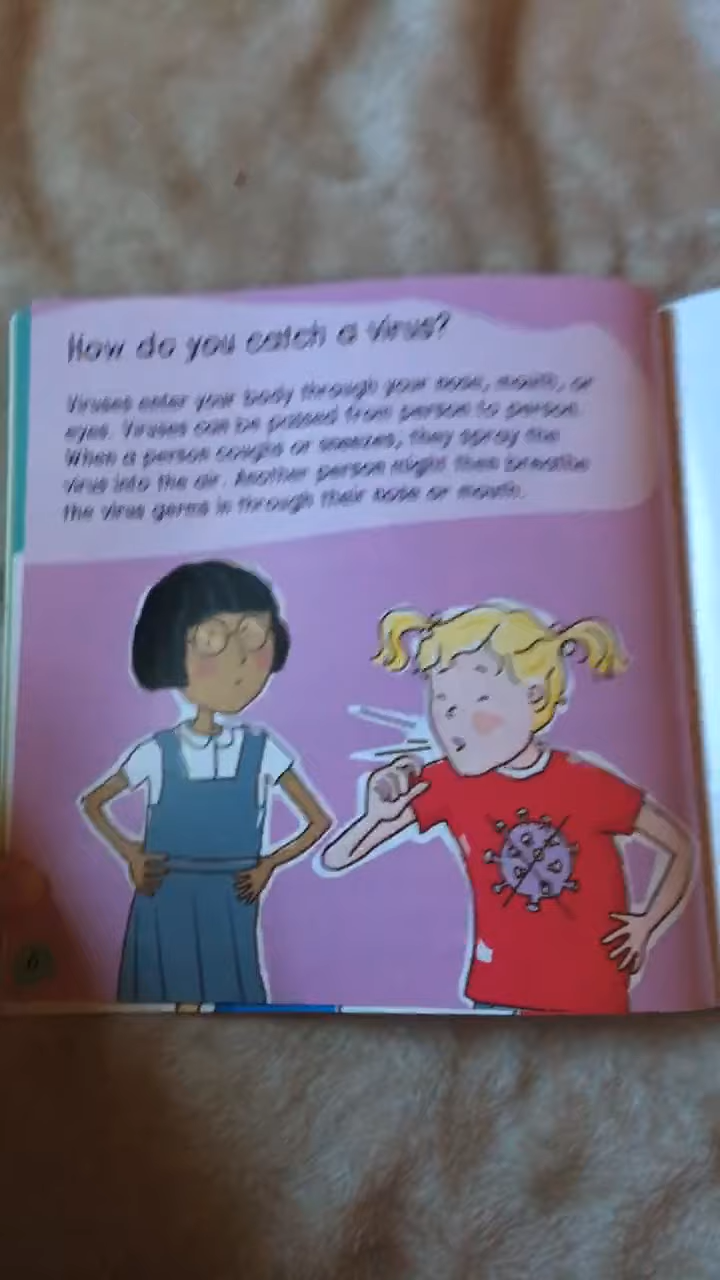 How do you catch a virus?
Viruses enter your body through your nose, mouth, or
eyes. Viruses can be passed from person to person.
When a person coughs or sneezes, they spray the
virus into the air. Another person might then breathe
the virus germs in through their nose or mouth.